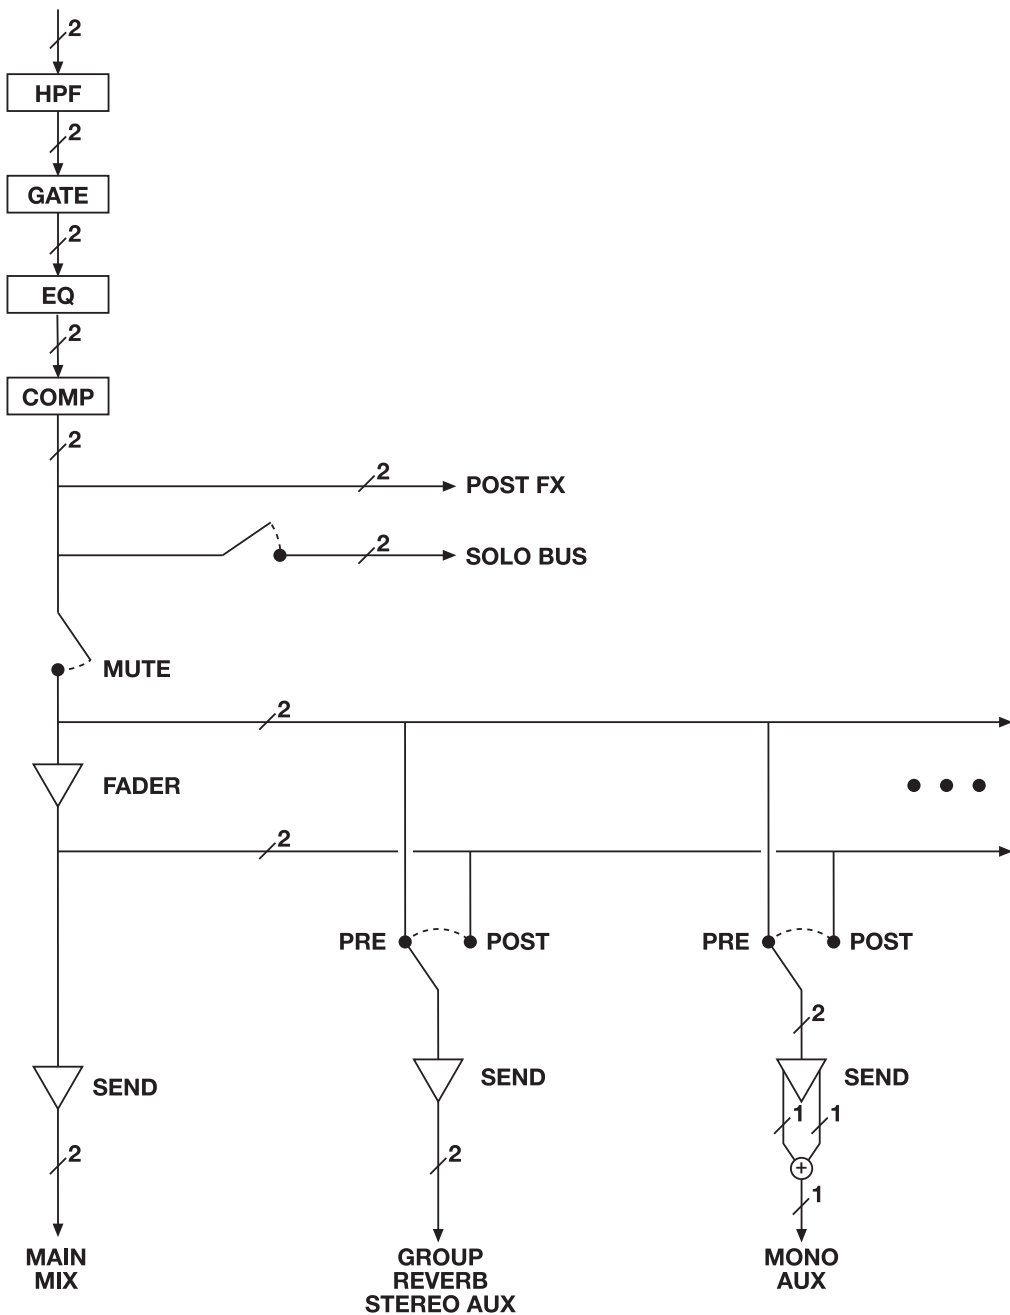 2
HPF
2
GATE
2
EQ
2
COMP
2
2
POST FX
2
SOLO BUS
MUTE
2
FADER
2
PRE
POST
PRE
POST
2
SEND
SEND
SEND
1
1
2
2
1
MAIN
MIX
GROUP
REVERB
STEREO AUX
MONO
AUX